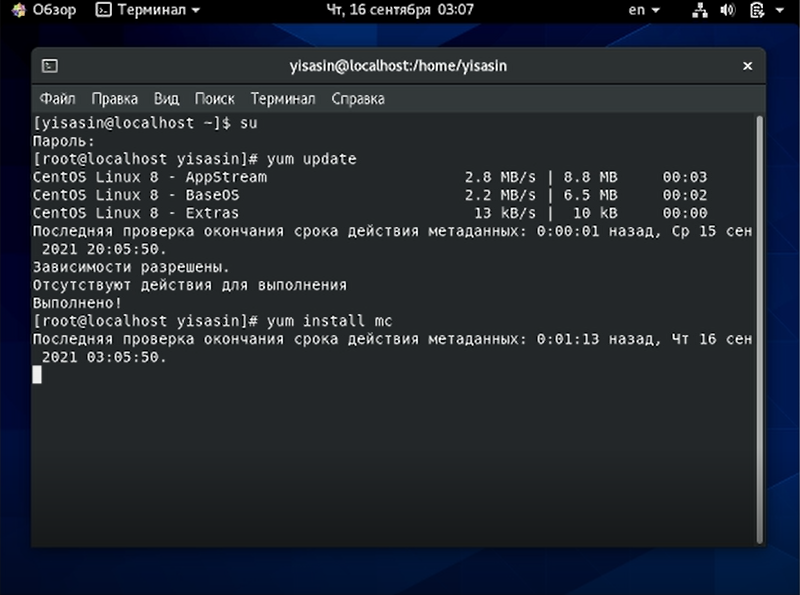 Обзор Терминал Чт, 16 сентября 03:07 en
yisasin@localhost:/home/yisasin ×
Файл Правка Вид Поиск Терминал Справка
[yisasin@localhost ~]$ su
Пароль:
[root@localhost yisasin]# yum update
CentOS Linux 8 - AppStream 2.8 MB/s | 8.8 MB 00:03
CentOS Linux 8 - BaseOS 2.2 MB/s | 6.5 MB 00:02
CentOS Linux 8 - Extras 13 kB/s | 10 kB 00:00
Последняя проверка окончания срока действия метаданных: 0:00:01 назад, Ср 15 сен
2021 20:05:50.
Зависимости разрешены.
Отсутствуют действия для выполнения
Выполнено!
[root@localhost yisasin]# yum install mc
Последняя проверка окончания срока действия метаданных: 0:01:13 назад, Чт 16 сен
2021 03:05:50.